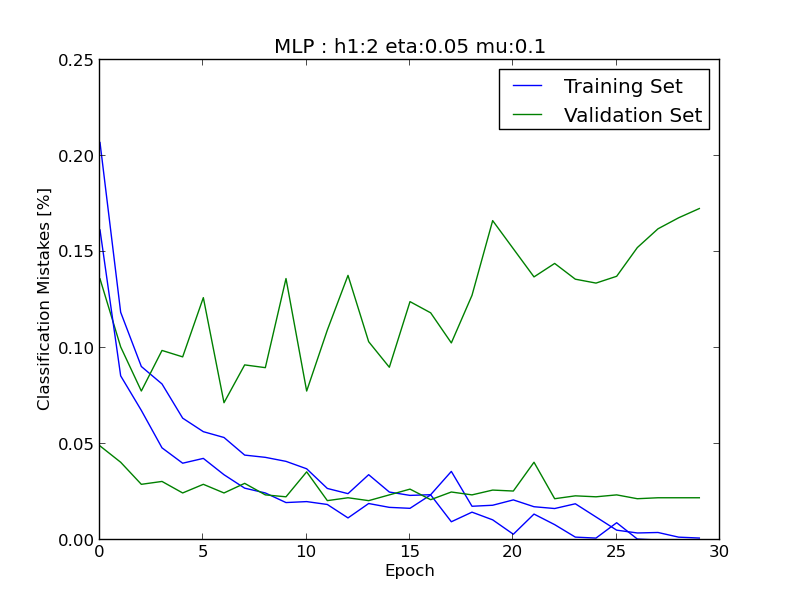 MLP : h1:2 eta:0.05 mu:0.1
Training Set
Validation Set
0.25
0.20
0.15
0.10
0.05
0.00
Classification Mistakes [%]
0 5 10 15 20 25 30
Epoch